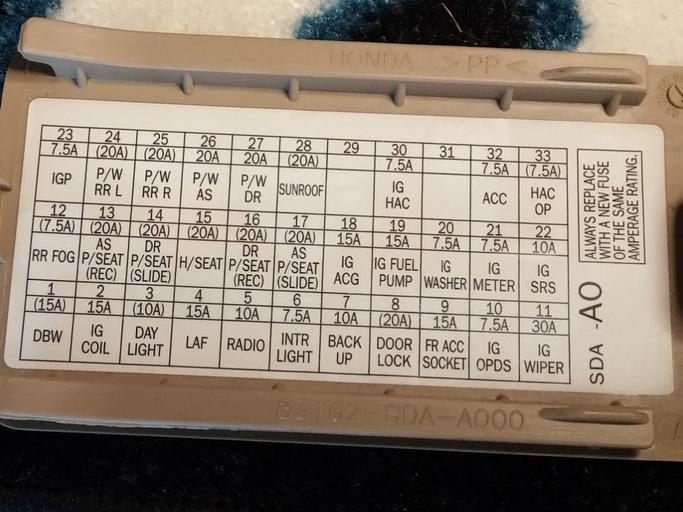 HONDA >PP<
23 24 25 26 27 28 29 30 31 32 33
7.5A (20A) (20A) 20A 20A (20A) 7.5A 7.5A (7.5A)
IGP P/W RR L P/W RR R P/W AS P/W DR SUNROOF IG HAC ACC HAC OP
12 13 14 15 16 17 18 19 20 21 22
(7.5A) (20A) (20A) (20A) (20A) (20A) 15A 15A 7.5A 7.5A 10A
RR FOG AS P/SEAT (REC) DR P/SEAT (SLIDE) H/SEAT DR P/SEAT (REC) AS P/SEAT (SLIDE) IG ACG IG FUEL PUMP IG WASHER IG METER IG SRS
1 2 3 4 5 6 7 8 9 10 11
(15A) 15A (10A) 15A 10A 7.5A 10A (20A) 15A 7.5A 30A
DBW IG COIL DAY LIGHT LAF RADIO INTR LIGHT BACK UP DOOR LOCK FR ACC SOCKET IG OPDS IG WIPER
ALWAYS REPLACE
WITH A NEW FUSE
OF THE SAME
AMPERAGE RATING.
SDA -A0
83162-SDA-A000